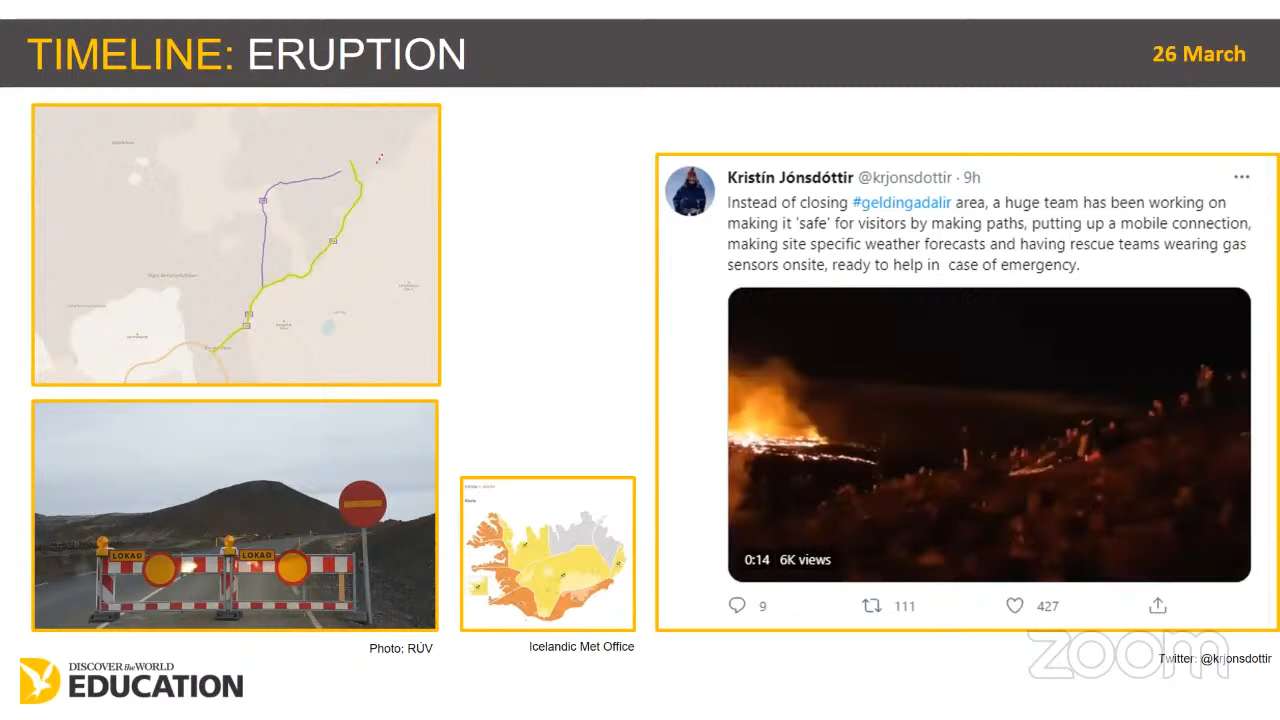 TIMELINE: ERUPTION
26 March
Kristín Jónsdóttir @krjonsdottir · 9h
Instead of closing #geldingadalir area, a huge team has been working on
making it 'safe' for visitors by making paths, putting up a mobile connection,
making site specific weather forecasts and having rescue teams wearing gas
sensors onsite, ready to help in case of emergency.
0:14 6K views
9 111 427
LOKAÐ LOKAÐ
Photo: RÚV
Icelandic Met Office
Twitter: @krjonsdottir
zoom
DISCOVER the WORLD
EDUCATION